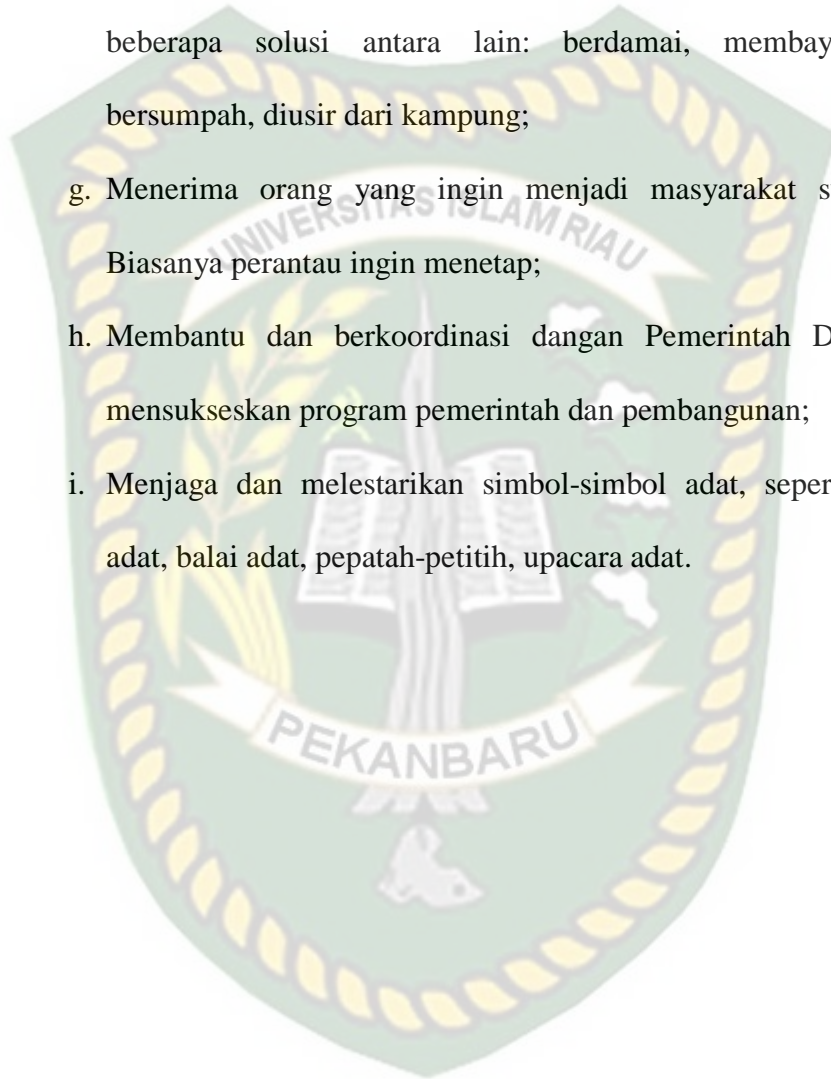 beberapa solusi antara lain: berdamai, membay
bersumpah, diusir dari kampung;
g. Menerima orang yang ingin menjadi masyarakat s
UNIVERSITAS ISLAM RIAU
Biasanya perantau ingin menetap;
h. Membantu dan berkoordinasi dangan Pemerintah D
mensukseskan program pemerintah dan pembangunan;
i. Menjaga dan melestarikan simbol-simbol adat, seper
adat, balai adat, pepatah-petitih, upacara adat.
PEKANBARU